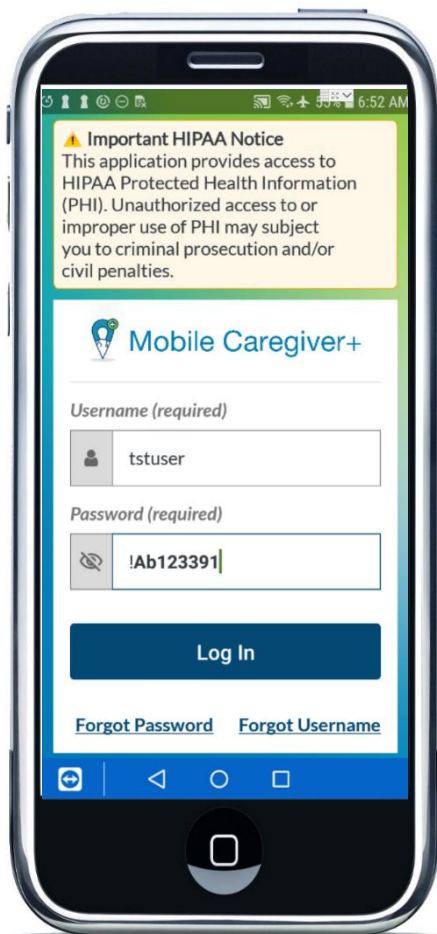 6:52 AM
Important HIPAA Notice
This application provides access to
HIPAA Protected Health Information
(PHI). Unauthorized access to or
improper use of PHI may subject
you to criminal prosecution and/or
civil penalties.
Mobile Caregiver+
Username (required)
tstuser
Password (required)
!Ab123391
Log In
Forgot Password Forgot Username